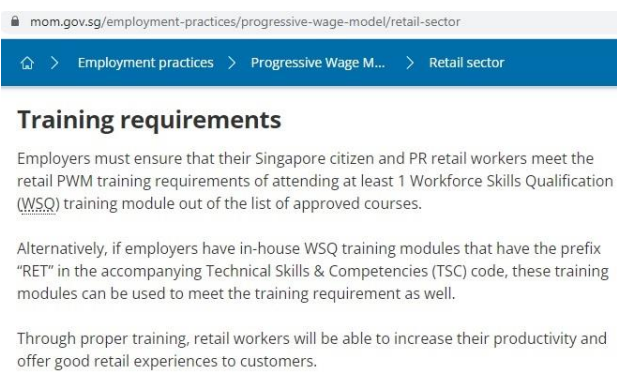 mom.gov.sg/employment-practices/progressive-wage-model/retail-sector
Employment practices > Progressive Wage M... > Retail sector
Training requirements
Employers must ensure that their Singapore citizen and PR retail workers meet the
retail PWM training requirements of attending at least 1 Workforce Skills Qualification
(WSQ) training module out of the list of approved courses.
Alternatively, if employers have in-house WSQ training modules that have the prefix
“RET” in the accompanying Technical Skills & Competencies (TSC) code, these training
modules can be used to meet the training requirement as well.
Through proper training, retail workers will be able to increase their productivity and
offer good retail experiences to customers.